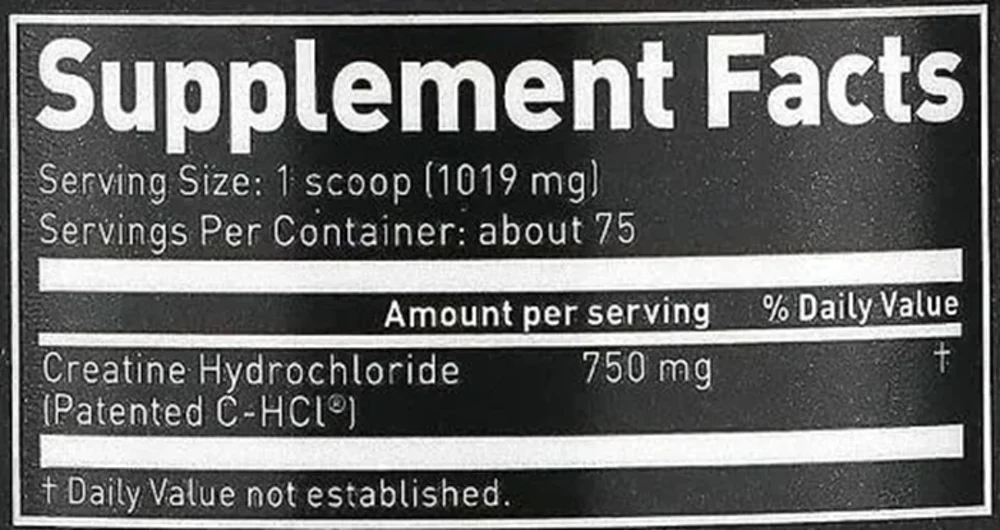 Supplement Facts
Serving Size: 1 scoop (1019 mg)
Servings Per Container: about 75
Amount per serving % Daily Value
Creatine Hydrochloride 750 mg †
(Patented C-HCl®)
† Daily Value not established.